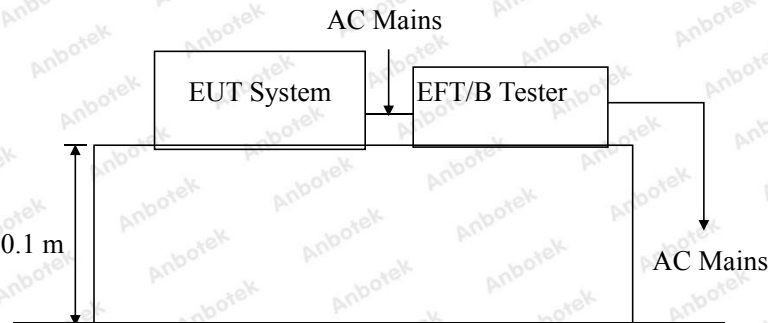 AC Mains
EUT System
EFT/B Tester
0.1 m
AC Mains